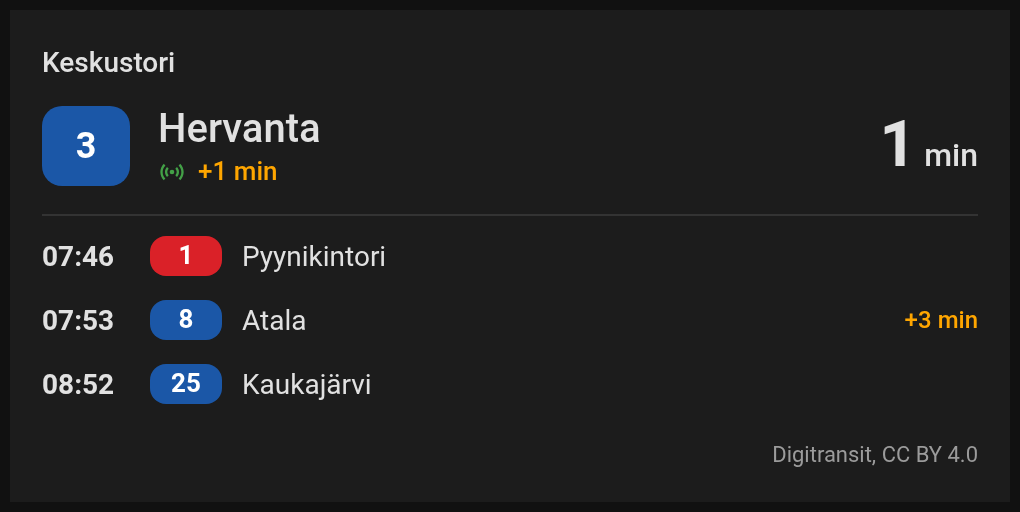 Keskustori
3 Hervanta 1 min
+1 min
07:46 1 Pyynikintori
07:53 8 Atala +3 min
08:52 25 Kaukajärvi
Digitransit, CC BY 4.0